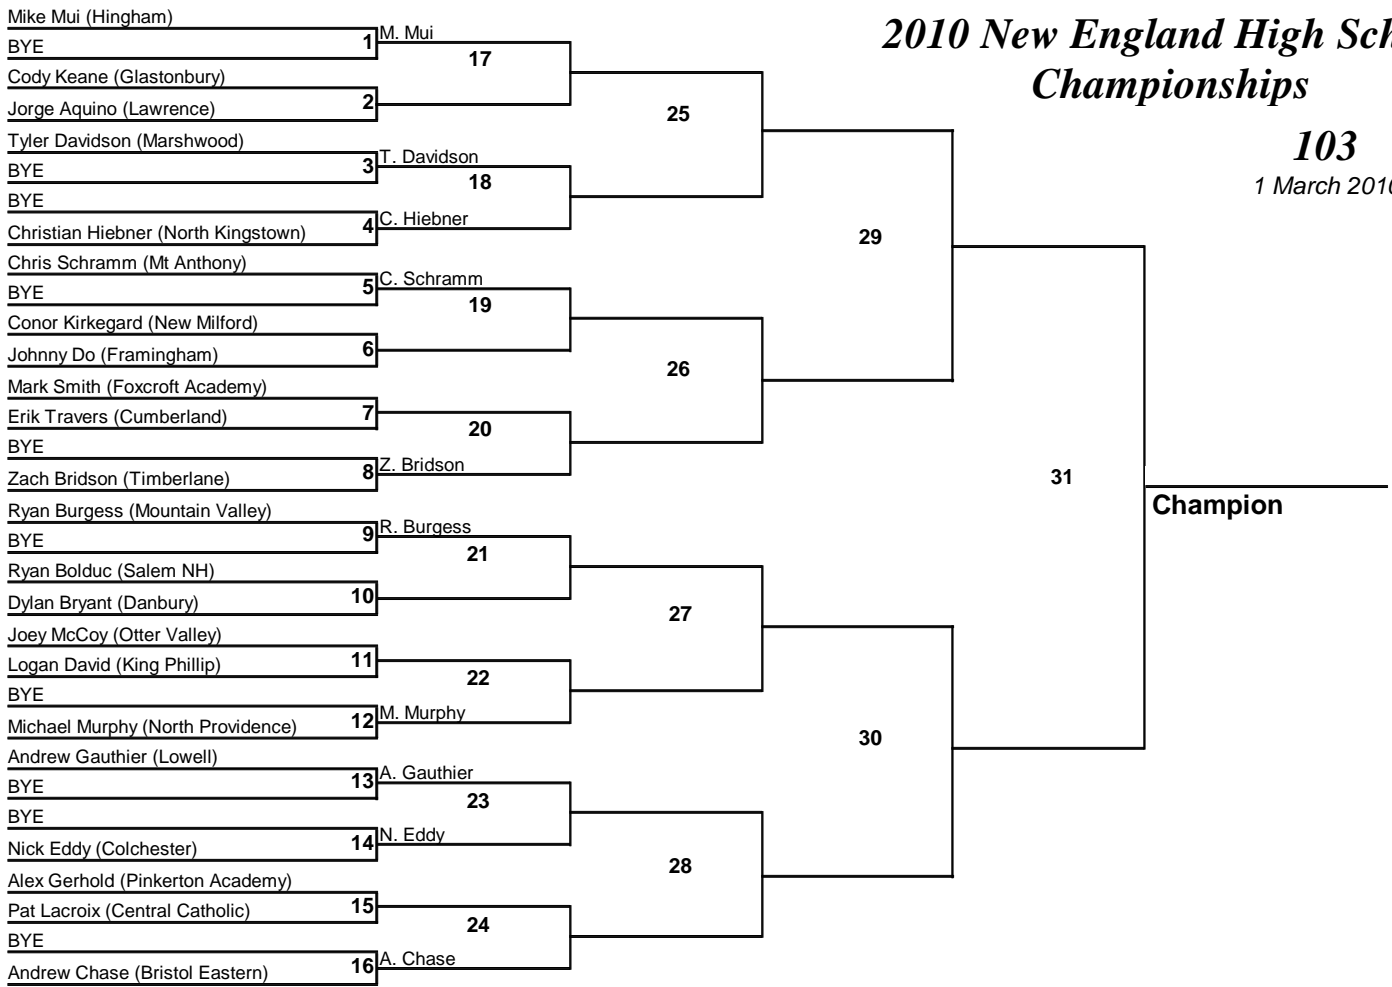 2010 New England High Sch
Championships
103
1 March 2010
Mike Mui (Hingham)
BYE
1
M. Mui
17
Cody Keane (Glastonbury)
Jorge Aquino (Lawrence)
2
25
Tyler Davidson (Marshwood)
BYE
3
T. Davidson
18
BYE
Christian Hiebner (North Kingstown)
4
C. Hiebner
29
Chris Schramm (Mt Anthony)
BYE
5
C. Schramm
19
Conor Kirkegard (New Milford)
Johnny Do (Framingham)
6
26
Mark Smith (Foxcroft Academy)
Erik Travers (Cumberland)
7
20
BYE
Zach Bridson (Timberlane)
8
Z. Bridson
31
Champion
Ryan Burgess (Mountain Valley)
BYE
9
R. Burgess
21
Ryan Bolduc (Salem NH)
Dylan Bryant (Danbury)
10
27
Joey McCoy (Otter Valley)
Logan David (King Phillip)
11
22
BYE
Michael Murphy (North Providence)
12
M. Murphy
30
Andrew Gauthier (Lowell)
BYE
13
A. Gauthier
23
BYE
Nick Eddy (Colchester)
14
N. Eddy
28
Alex Gerhold (Pinkerton Academy)
Pat Lacroix (Central Catholic)
15
24
BYE
Andrew Chase (Bristol Eastern)
16
A. Chase